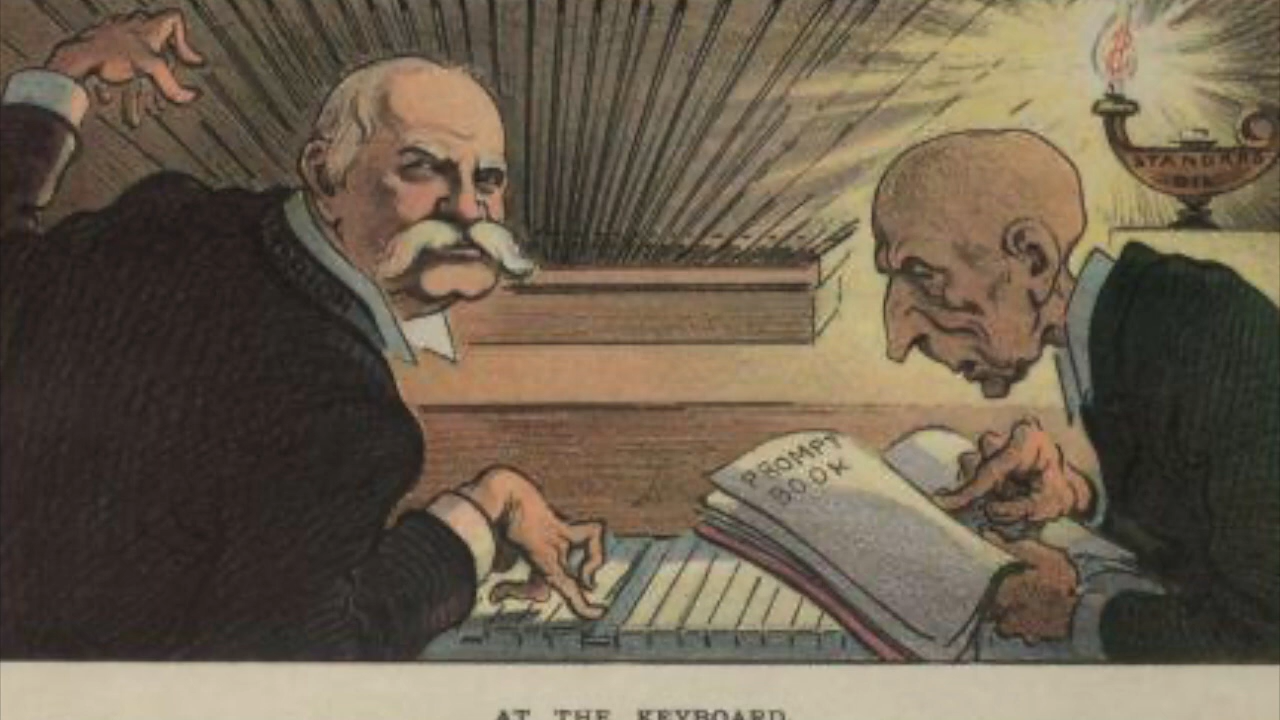 STANDARD
OIL
PROMPT
BOOK
AT THE KEYBOARD.